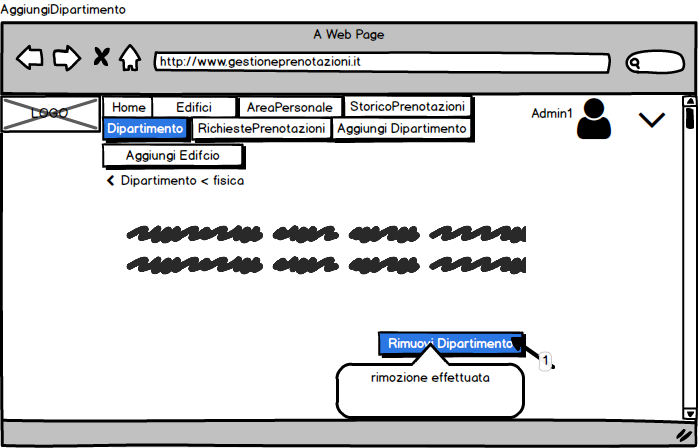 AggiungiDipartimento
A Web Page
http://www.gestioneprenotazioni.it
LOGO Home Edifici AreaPersonale StoricoPrenotazioni Admin1
Dipartimento RichiestePrenotazioni Aggiungi Dipartimento
Aggiungi Edifcio
< Dipartimento < fisica
Rimuovi Dipartimento
1
rimozione effettuata